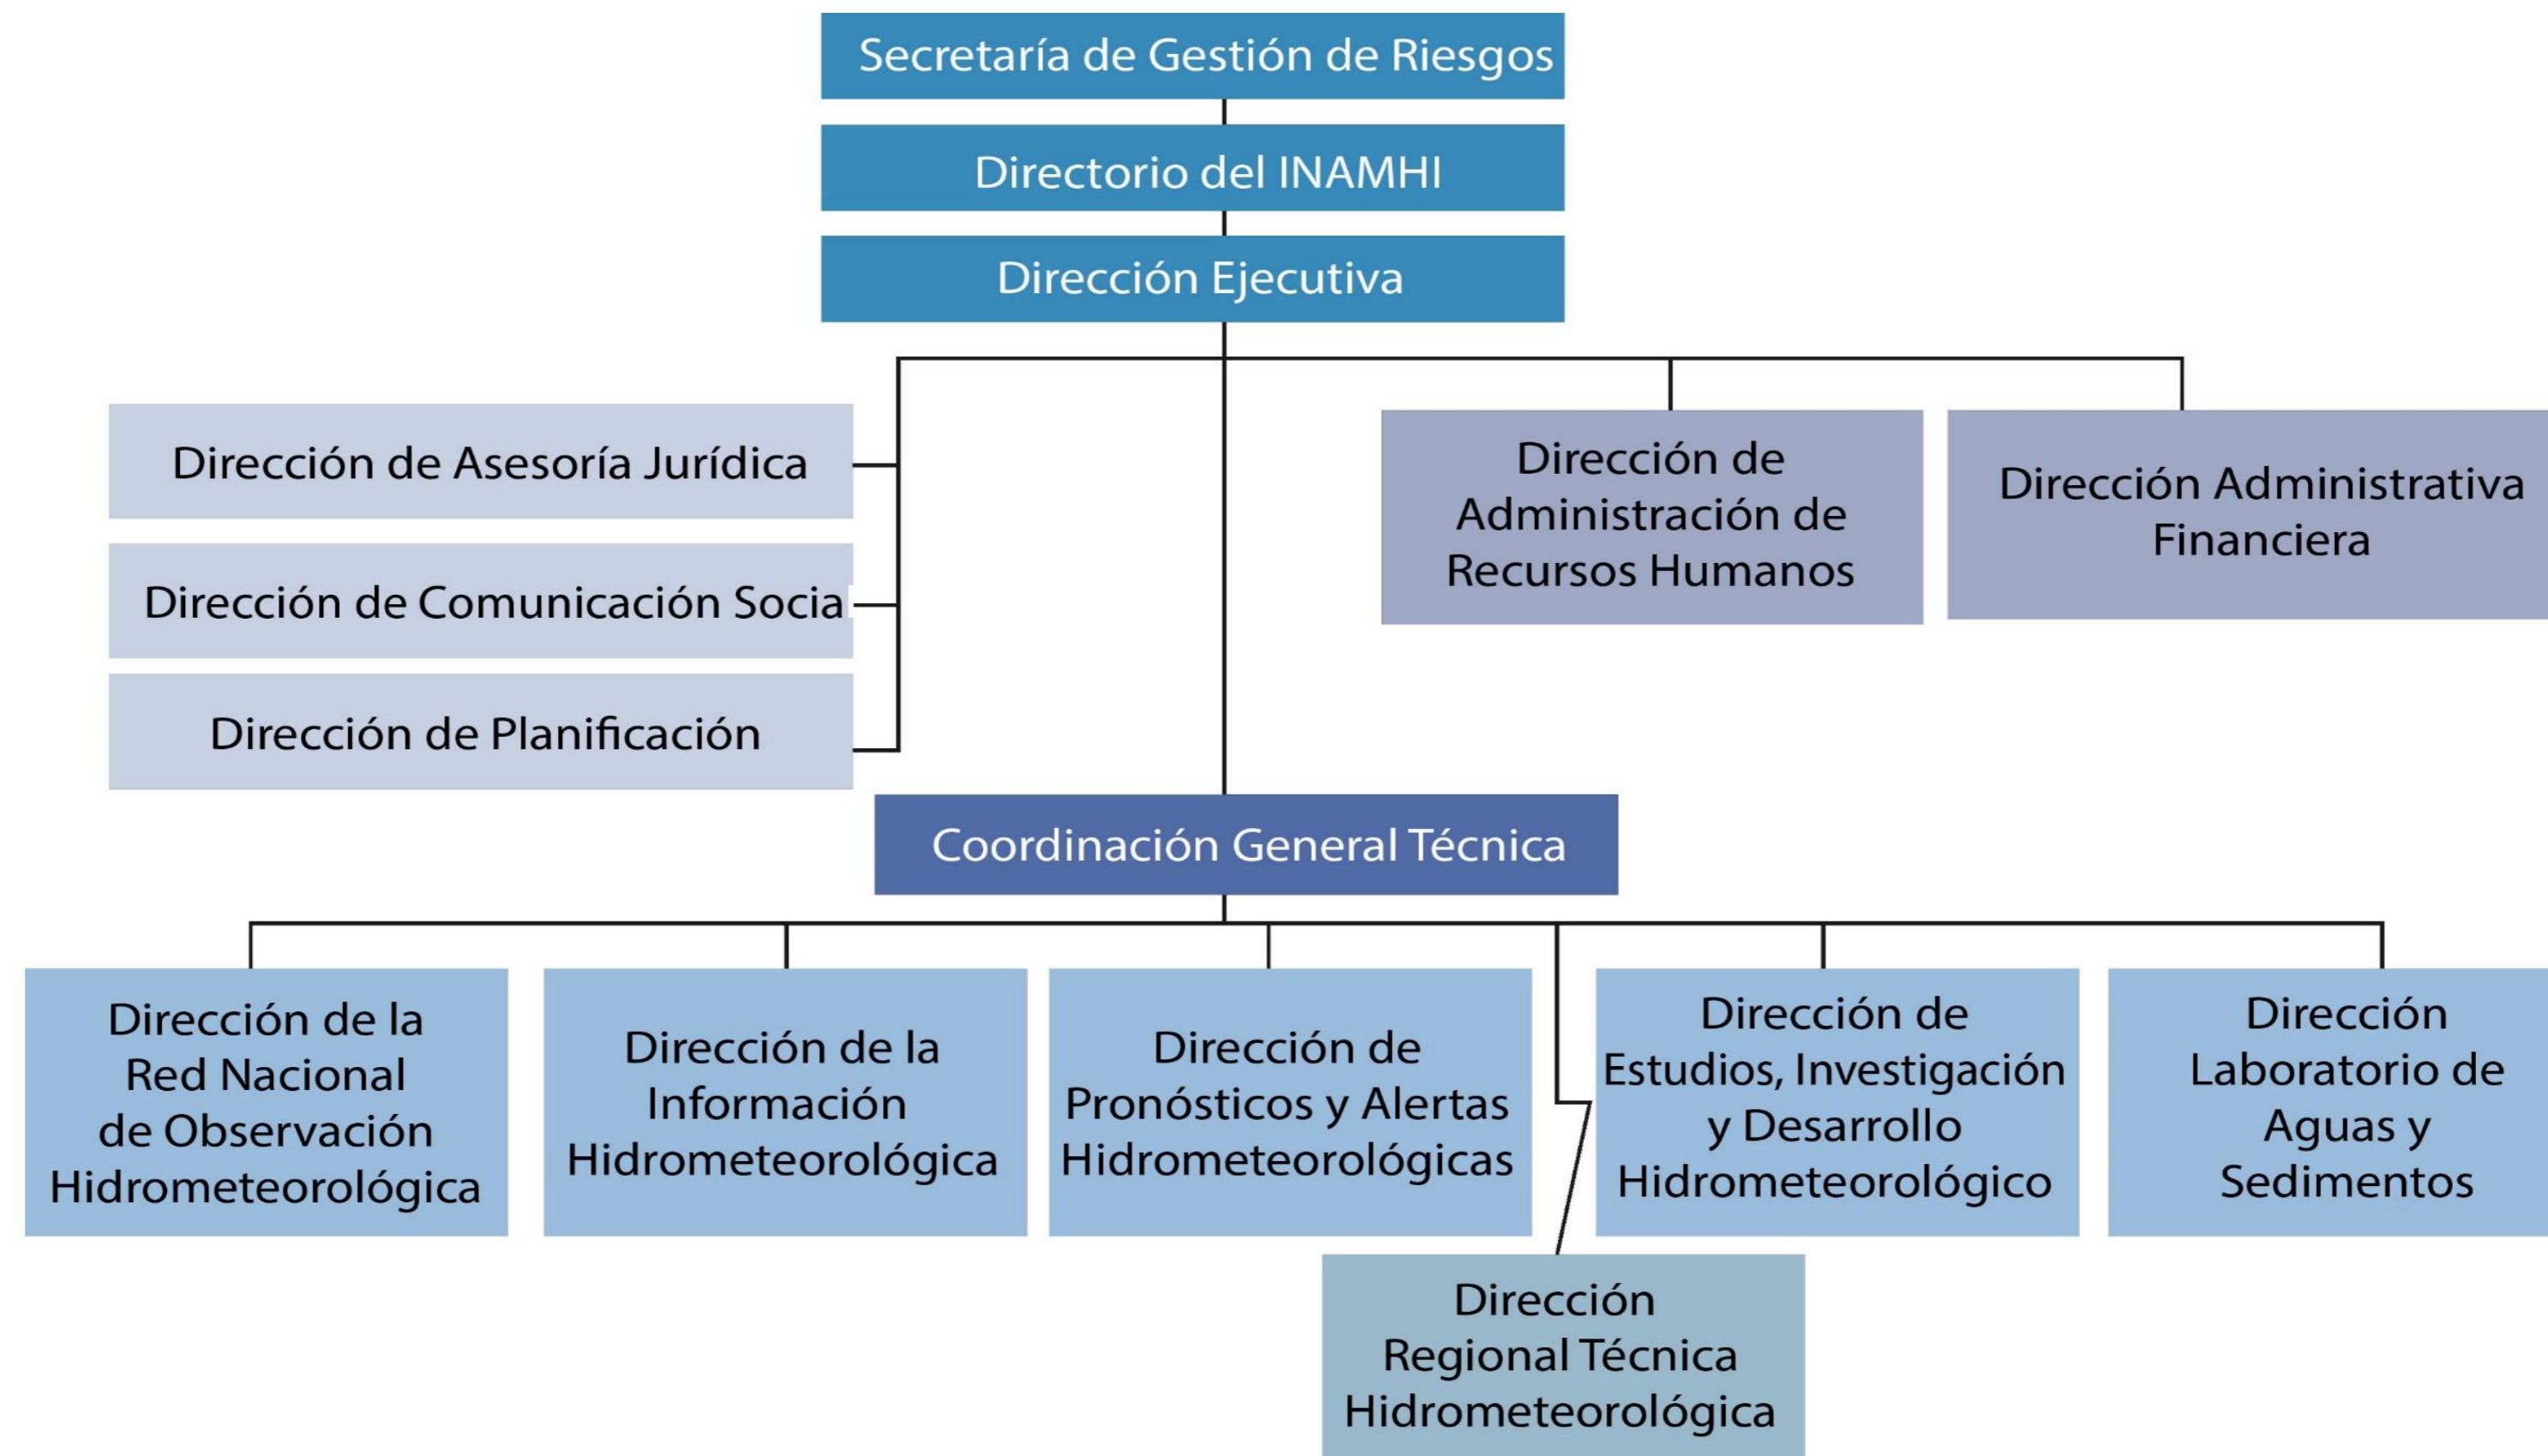 Secretaría de Gestión de Riesgos
Directorio del INAMHI
Dirección Ejecutiva
Dirección de Asesoría Jurídica
Dirección de Comunicación Socia
Dirección de Planificación
Dirección de
Administración de
Recursos Humanos
Dirección Administrativa
Financiera
Coordinación General Técnica
Dirección de la
Red Nacional
de Observación
Hidrometeorológica
Dirección de la
Información
Hidrometeorológica
Dirección de
Pronósticos y Alertas
Hidrometeorológicas
Dirección de
Estudios, Investigación
y Desarrollo
Hidrometeorológico
Dirección
Laboratorio de
Aguas y
Sedimentos
Dirección
Regional Técnica
Hidrometeorológica